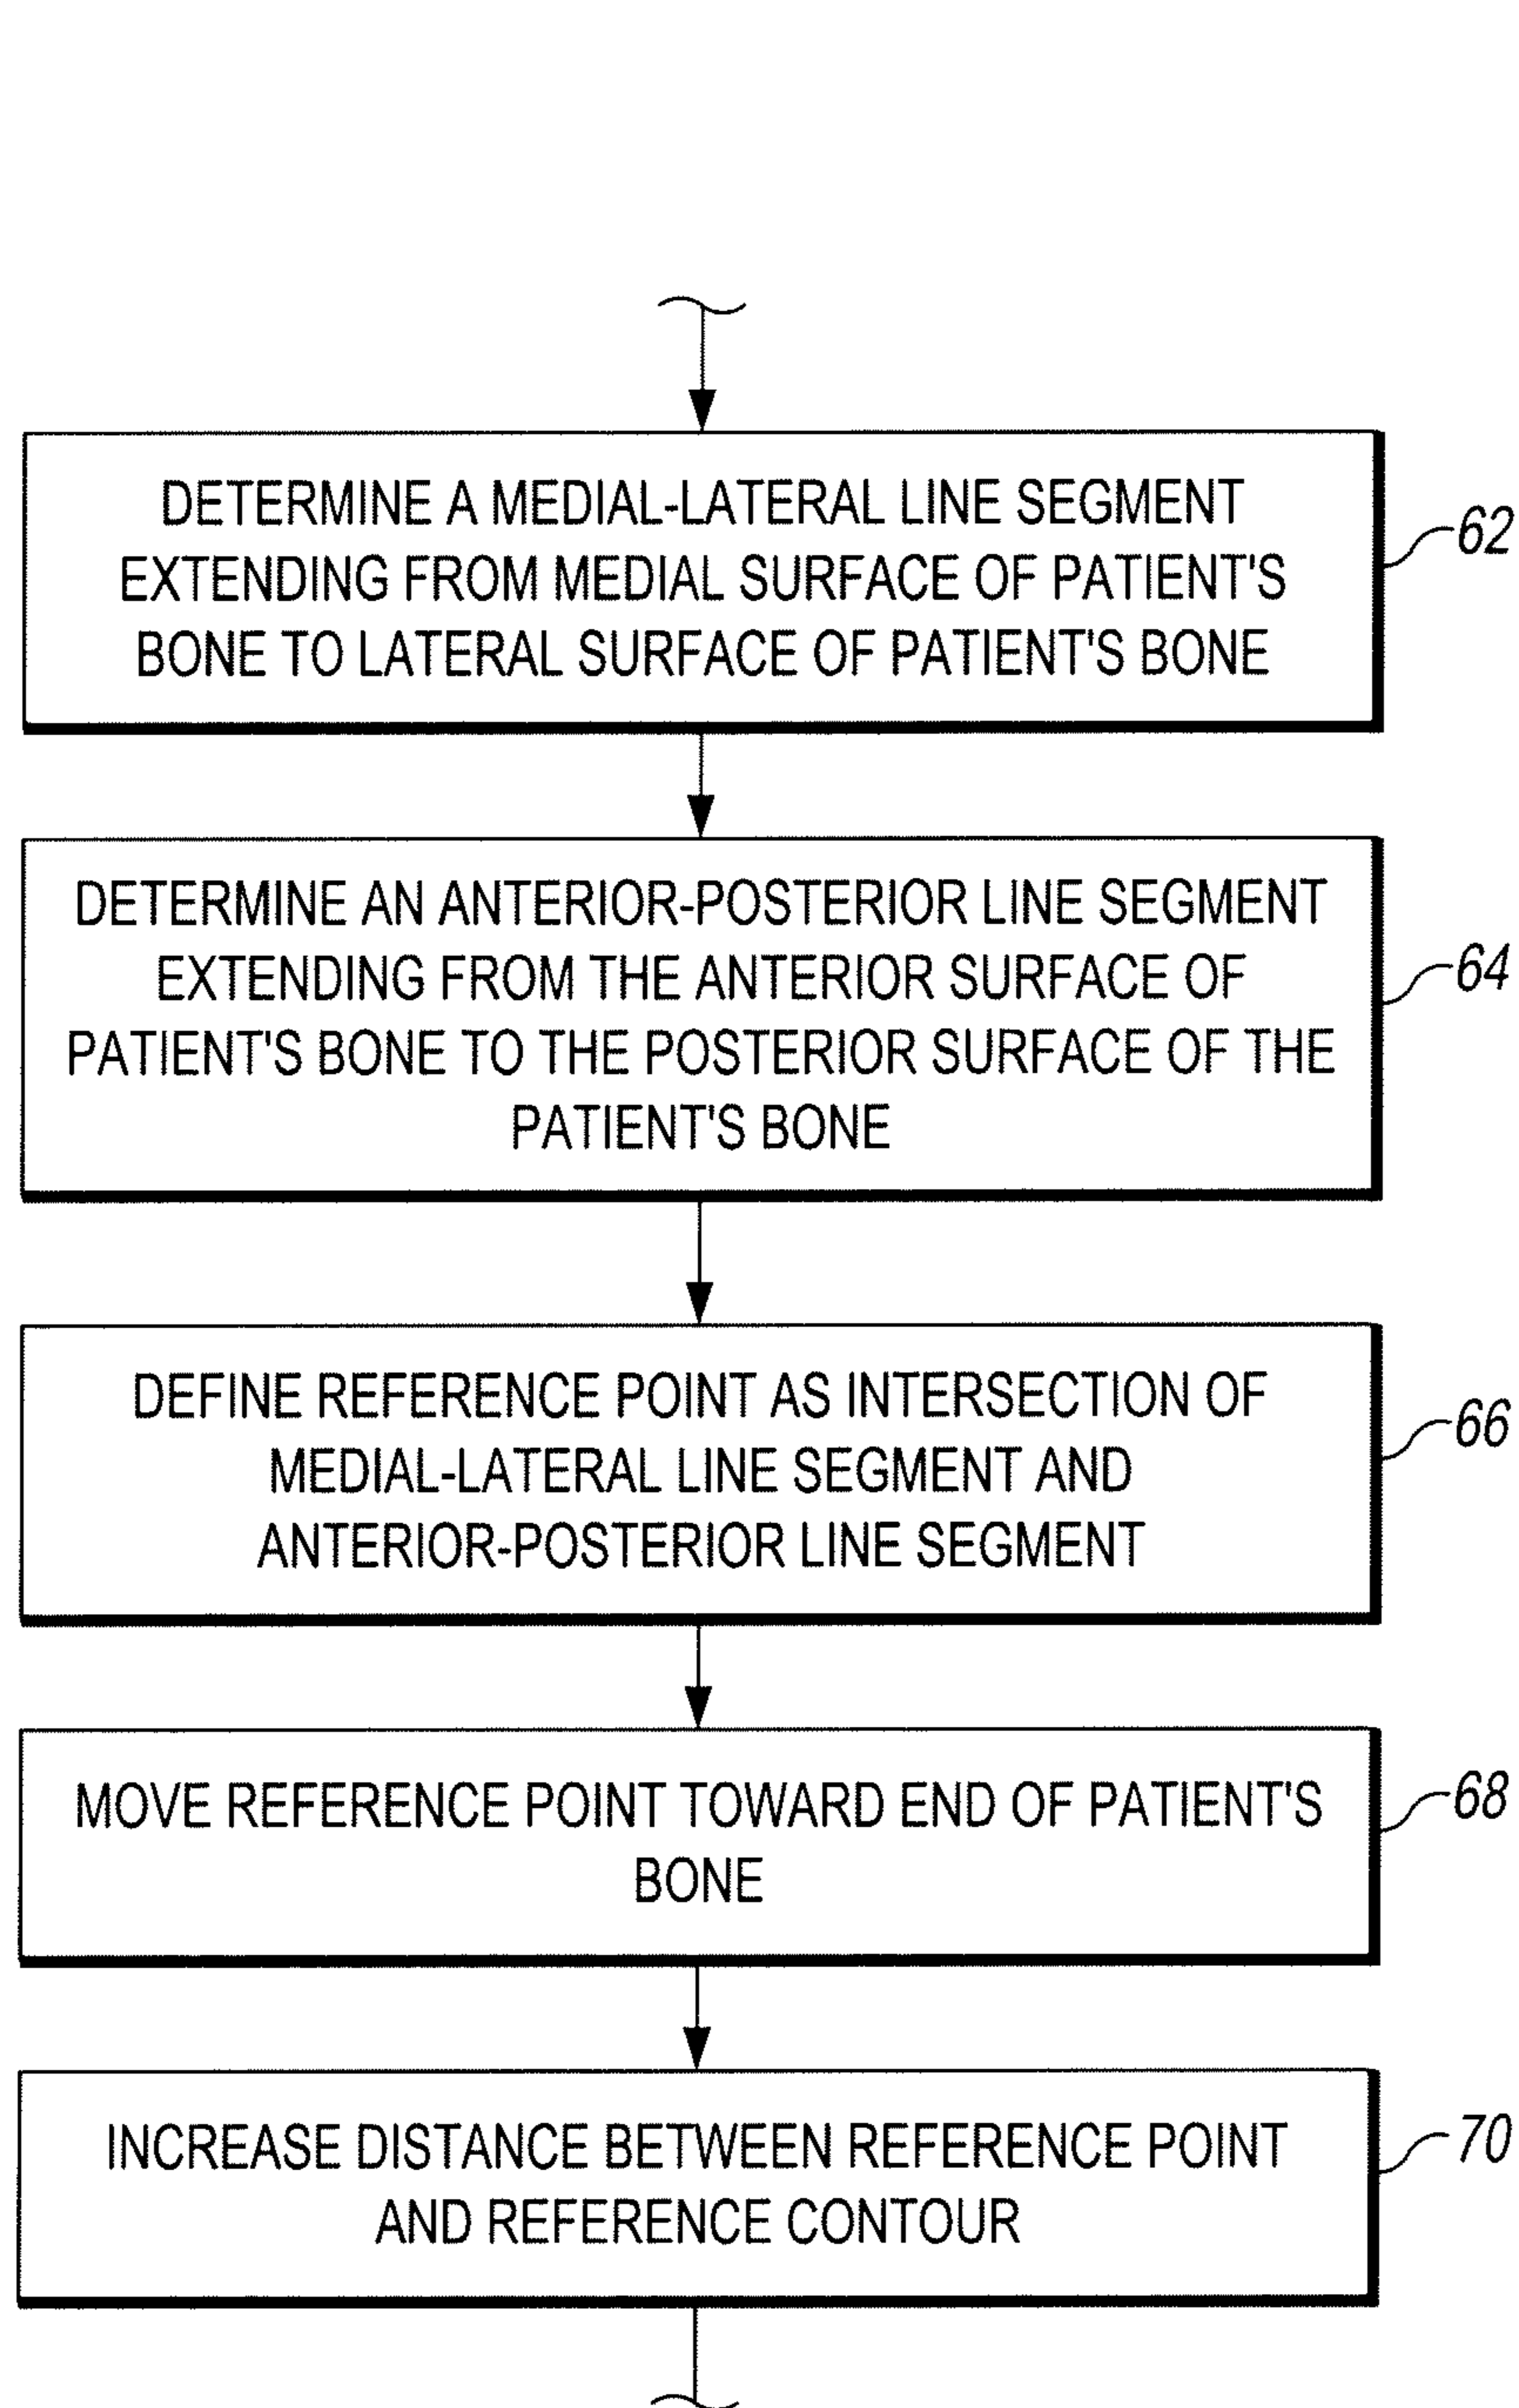 DETERMINE A MEDIAL-LATERAL LINE SEGMENT
EXTENDING FROM MEDIAL SURFACE OF PATIENT'S
BONE TO LATERAL SURFACE OF PATIENT'S BONE
62
DETERMINE AN ANTERIOR-POSTERIOR LINE SEGMENT
EXTENDING FROM THE ANTERIOR SURFACE OF
PATIENT'S BONE TO THE POSTERIOR SURFACE OF THE
PATIENT'S BONE
64
DEFINE REFERENCE POINT AS INTERSECTION OF
MEDIAL-LATERAL LINE SEGMENT AND
ANTERIOR-POSTERIOR LINE SEGMENT
66
MOVE REFERENCE POINT TOWARD END OF PATIENT'S
BONE
68
INCREASE DISTANCE BETWEEN REFERENCE POINT
AND REFERENCE CONTOUR
70